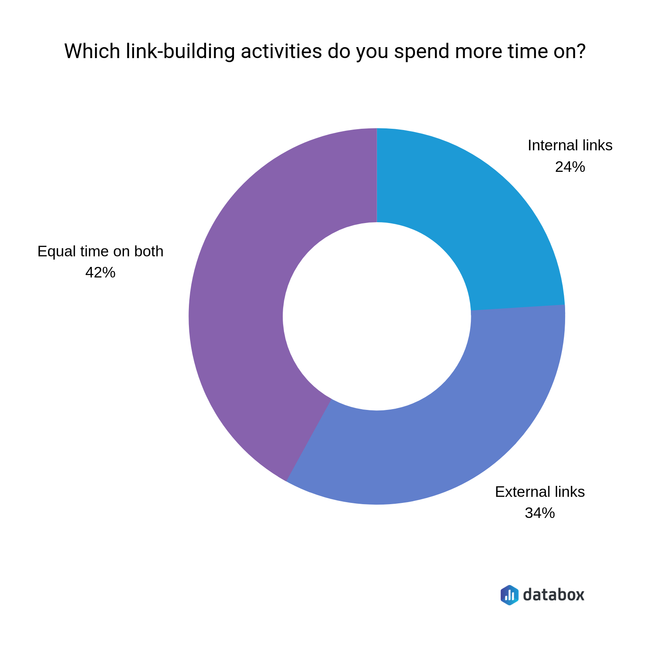 Which link-building activities do you spend more time on?
Internal links
24%
Equal time on both
42%
External links
34%
databox